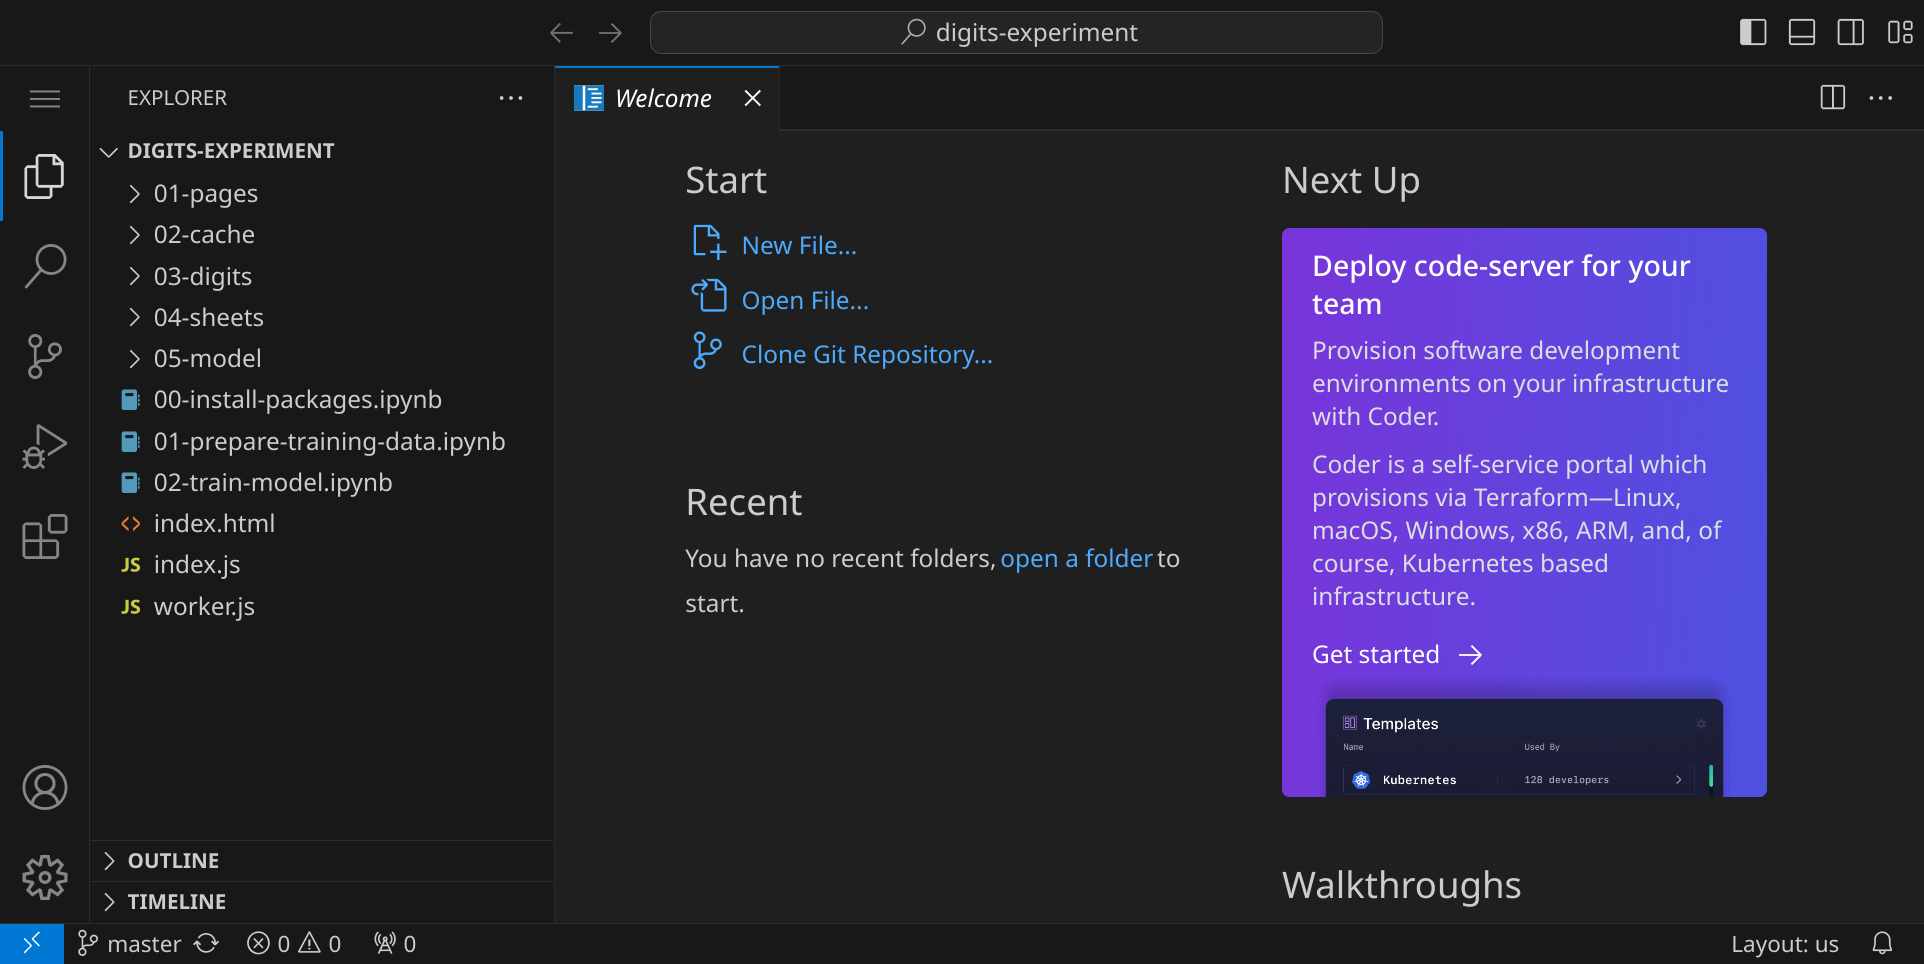 digits-experiment
EXPLORER
Welcome
DIGITS-EXPERIMENT
01-pages
02-cache
03-digits
04-sheets
05-model
00-install-packages.ipynb
01-prepare-training-data.ipynb
02-train-model.ipynb
index.html
JS index.js
JS worker.js
OUTLINE
TIMELINE
Start
New File...
Open File...
Clone Git Repository...
Recent
You have no recent folders, open a folder to
start.
Next Up
Deploy code-server for your
team
Provision software development
environments on your infrastructure
with Coder.
Coder is a self-service portal which
provisions via Terraform—Linux,
macOS, Windows, x86, ARM, and, of
course, Kubernetes based
infrastructure.
Get started
Templates
Name Used By
Kubernetes 128 developers
Walkthroughs
master 0 0 0 Layout: us